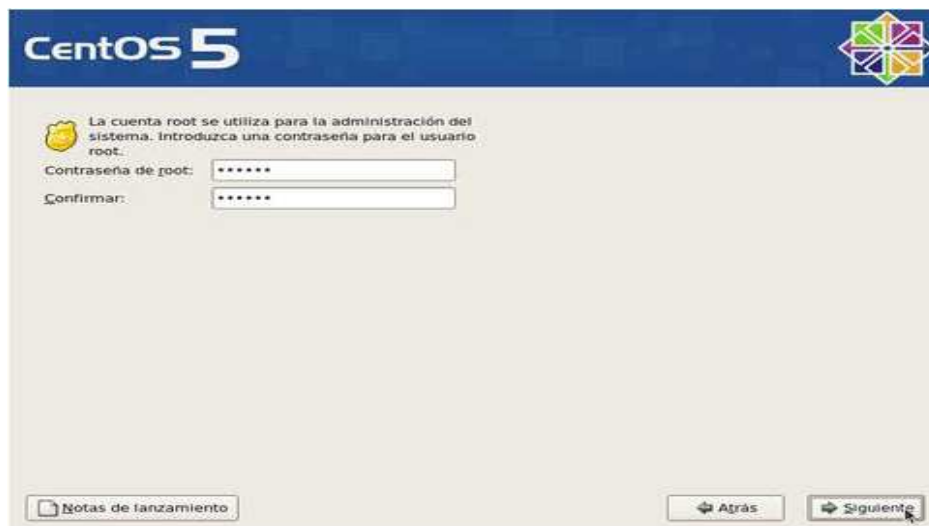 CentOS 5
La cuenta root se utiliza para la administración del
sistema. Introduzca una contraseña para el usuario
root.
Contraseña de root: ••••••
Confirmar: ••••••
Notas de lanzamiento
Atrás
Siguiente